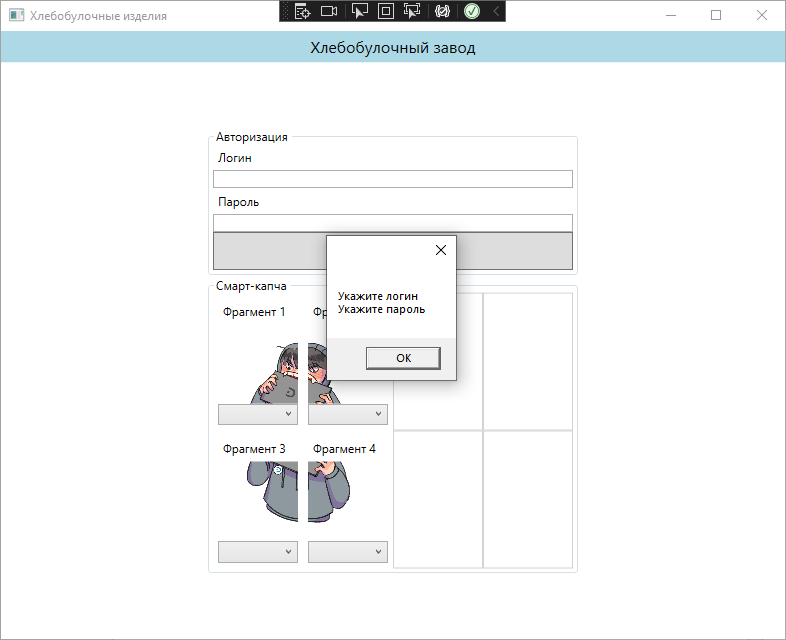 Хлебобулочные изделия
Хлебобулочный завод
Авторизация
Логин
Пароль
Укажите логин
Укажите пароль
OK
Смарт-капча
Фрагмент 1
Фрагмент 3
Фрагмент 4